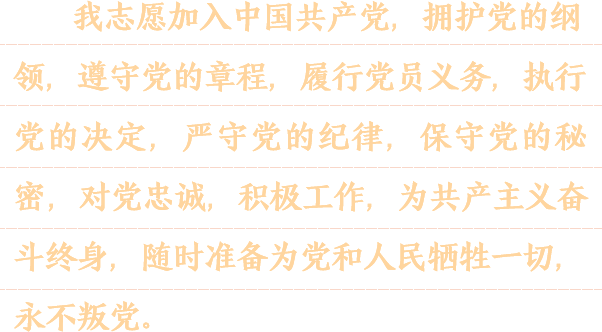 我志愿加入中国共产党，拥护党的纲
领，遵守党的章程，履行党员义务，执行
党的决定，严守党的纪律，保守党的秘
密，对党忠诚，积极工作，为共产主义奋
斗终身，随时准备为党和人民牺牲一切，
永不叛党。